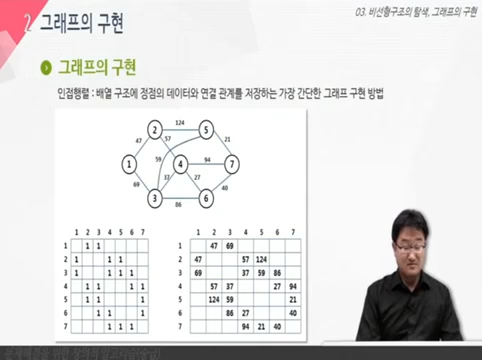 03. 비선형구조의 탐색, 그래프의 구현
2 그래프의 구현
그래프의 구현
인접행렬 : 배열 구조에 정점의 데이터와 연결 관계를 저장하는 가장 간단한 그래프 구현 방법
124
2 5
47 57 21
59 94
1 4 7
69 37 27 40
3 6
86
1 2 3 4 5 6 7 1 2 3 4 5 6 7
1 1 1 1 47 69
2 1 1 1 2 47 57 124
3 1 1 1 1 3 69 37 59 86
4 1 1 1 1 4 57 37 27 94
5 1 1 1 5 124 59 21
6 1 1 1 6 86 27 40
7 1 1 1 7 94 21 40